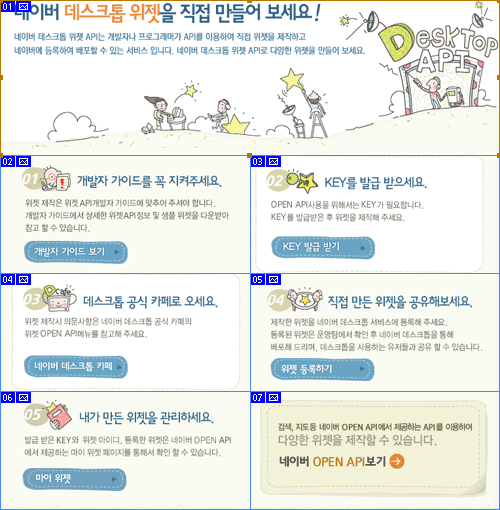 01
네이버 데스크톱 위젯을 직접 만들어 보세요!
네이버 데스크톱 위젯 API는 개발자나 프로그래머가 API를 이용하여 직접 위젯을 제작하고
네이버에 등록하여 배포할 수 있는 서비스 입니다. 네이버 데스크톱 위젯 API로 다양한 위젯을 만들어 보세요.
DESKTOP
API
02
01 개발자 가이드를 꼭 지켜주세요.
위젯 제작은 위젯 API개발자 가이드에 맞추어 주셔야 합니다.
개발자 가이드에서 상세한 위젯API정보 및 샘플 위젯을 다운받아
참고 할 수 있습니다.
개발자 가이드 보기
03
02 KEY를 발급 받으세요.
OPEN API사용을 위해서는 KEY가 필요합니다.
KEY를 발급받은 후 위젯을 제작해 주세요.
KEY 발급 받기
04
03 Cafe 데스크톱 공식 카페로 오세요.
위젯 제작시 의문사항은 네이버 데스크톱 공식 카페의
위젯 OPEN API메뉴를 참고해 주세요.
네이버 데스크톱 카페
05
04 직접 만든 위젯을 공유해보세요.
제작한 위젯을 네이버 데스크톱 서비스에 등록해 주세요.
등록된 위젯은 운영팀에서 확인 후 네이버 데스크톱을 통해
배포해 드리며, 데스크톱을 사용하는 유저들과 공유 할 수 있습니다.
위젯 등록하기
06
05 내가 만든 위젯을 관리하세요.
발급 받은 KEY와 위젯 아이디, 등록한 위젯은 네이버 OPEN API
에서 제공하는 마이 위젯 페이지를 통해서 확인 할 수 있습니다.
마이 위젯
07
검색, 지도등 네이버 OPEN API에서 제공하는 API를 이용하여
다양한 위젯을 제작할 수 있습니다.
네이버 OPEN API보기